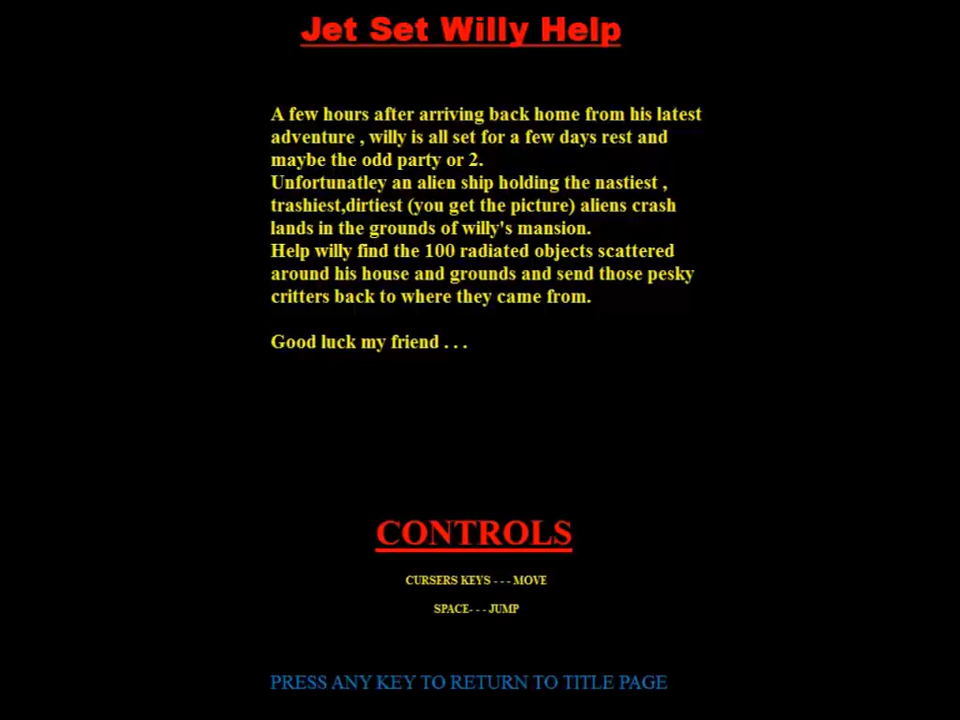 Jet Set Willy Help
A few hours after arriving back home from his latest
adventure , willy is all set for a few days rest and
maybe the odd party or 2.
Unfortunatley an alien ship holding the nastiest ,
trashiest,dirtiest (you get the picture) aliens crash
lands in the grounds of willy's mansion.
Help willy find the 100 radiated objects scattered
around his house and grounds and send those pesky
critters back to where they came from.
Good luck my friend . . .
CONTROLS
CURSERS KEYS - - - MOVE
SPACE- - - JUMP
PRESS ANY KEY TO RETURN TO TITLE PAGE